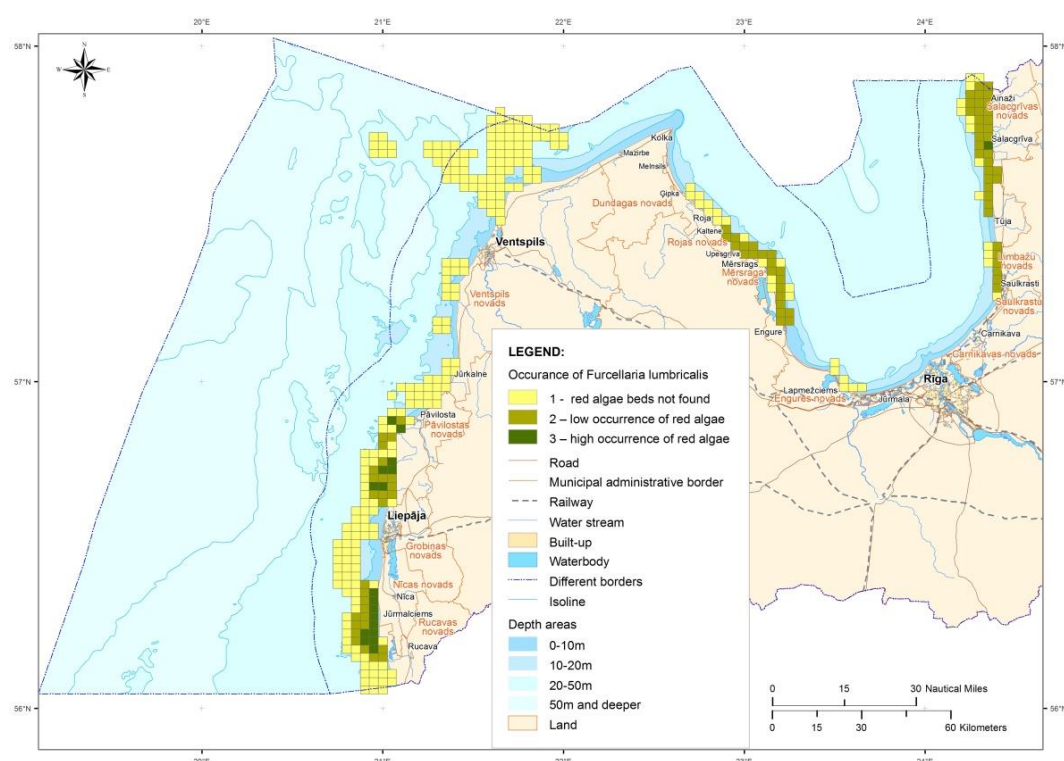 20°E 21°E 22°E 23°E 24°E
58°N 58°N
N
W E
S
Ainaži
Salacgrīvas
novads
Salacgrīva
Kolka
Mazirbe
Melnsils
Ģipka
Dundagas novads
Roja
Kaltene
Rojas novads
Upesgrīva
Mērsrags
Mērsraga
novads
Engure
Tūja
Limbažu
novads
Saulkrasti
Saulkrastu
novads
Carnikava
Carnikavas novads
Rīga
Lapmežciems
Engures novads
Jūrmala
Ventspils
Ventspils
novads
57°N 57°N
Jūrkalne
Pāvilosta
Pāvilostas
novads
Liepāja
Grobiņas
novads
Nīcas novads
Nīca
Jūrmalciems
Rucavas
novads
Rucava
LEGEND:
Occurance of Furcellaria lumbricalis
1 - red algae beds not found
2 – low occurrence of red algae
3 – high occurrence of red algae
Road
Municipal administrative border
Railway
Water stream
Built-up
Waterbody
Different borders
Isoline
Depth areas
0-10m
10-20m
20-50m
50m and deeper
Land
0 15 30 Nautical Miles
0 15 30 60 Kilometers
56°N 56°N